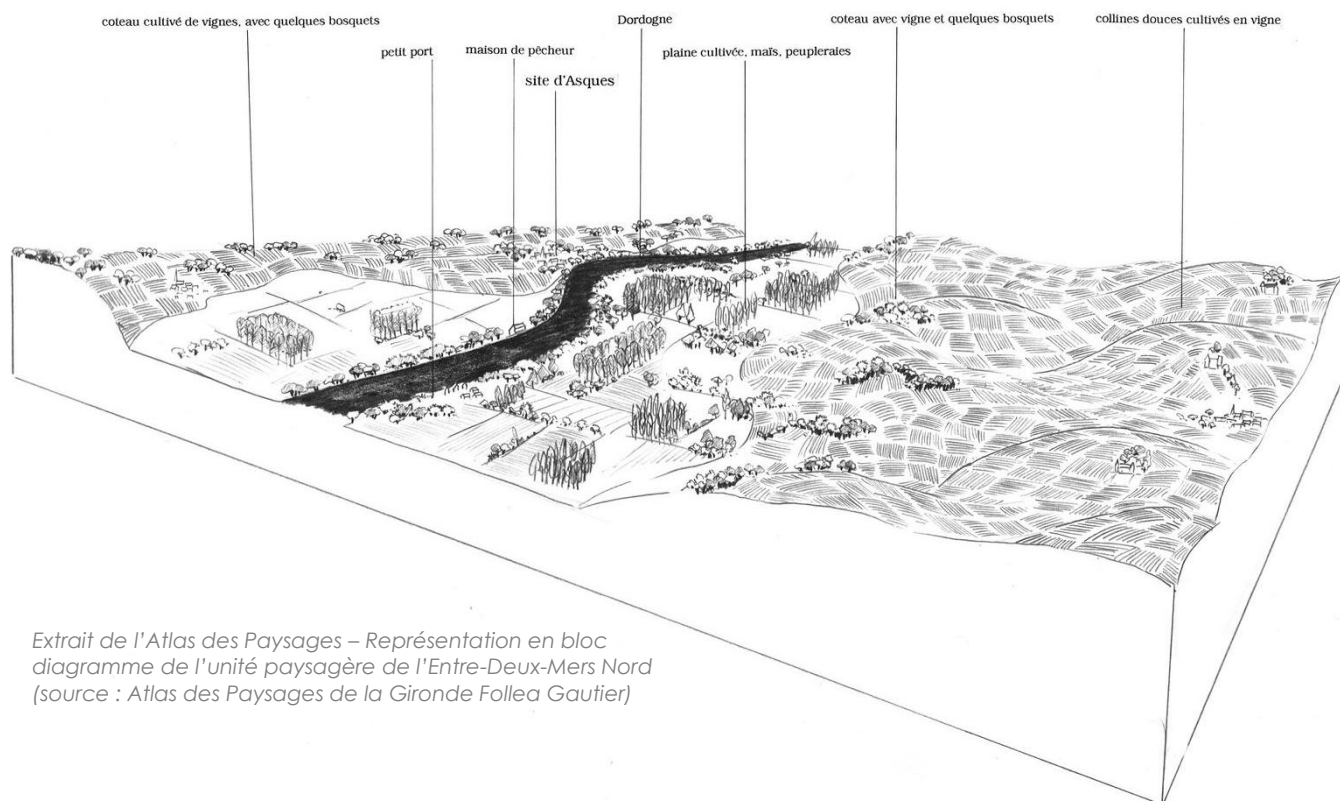 coteau cultivé de vignes, avec quelques bosquets
Dordogne
coteau avec vigne et quelques bosquets
collines douces cultivés en vigne
petit port
maison de pêcheur
plaine cultivée, maïs, peupleraies
site d'Asques
Extrait de l'Atlas des Paysages – Représentation en bloc
diagramme de l'unité paysagère de l'Entre-Deux-Mers Nord
(source : Atlas des Paysages de la Gironde Follea Gautier)